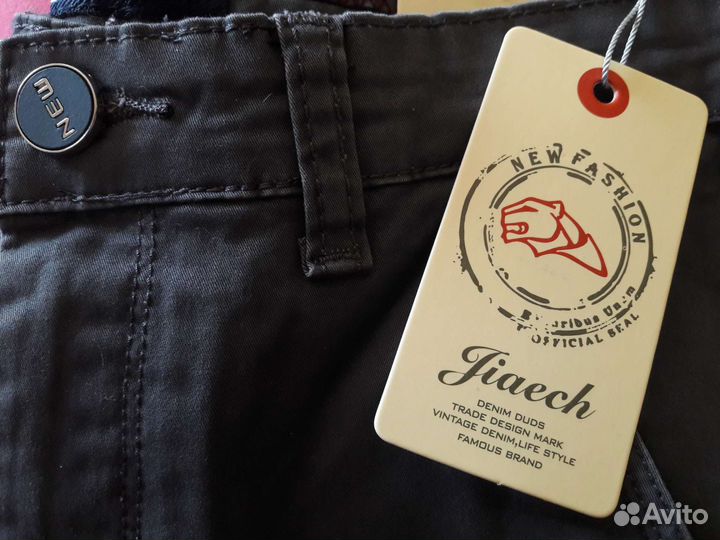 NEW
NEW FASHION
OFFICIAL SEAL
Jiaech
DENIM DUDS
TRADE DESIGN MARK
VINTAGE DENIM,LIFE STYLE
FAMOUS BRAND
Avito